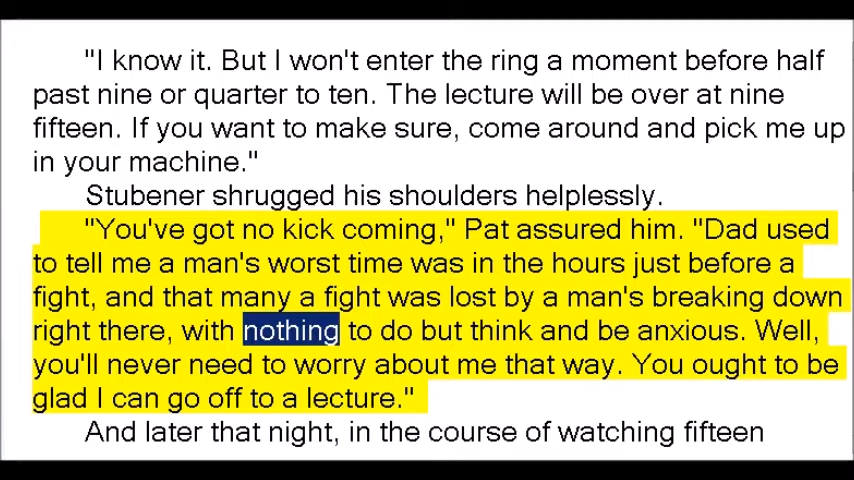 "I know it. But I won't enter the ring a moment before half
past nine or quarter to ten. The lecture will be over at nine
fifteen. If you want to make sure, come around and pick me up
in your machine."
Stubener shrugged his shoulders helplessly.
"You've got no kick coming," Pat assured him. "Dad used
to tell me a man's worst time was in the hours just before a
fight, and that many a fight was lost by a man's breaking down
right there, with nothing to do but think and be anxious. Well,
you'll never need to worry about me that way. You ought to be
glad I can go off to a lecture."
And later that night, in the course of watching fifteen